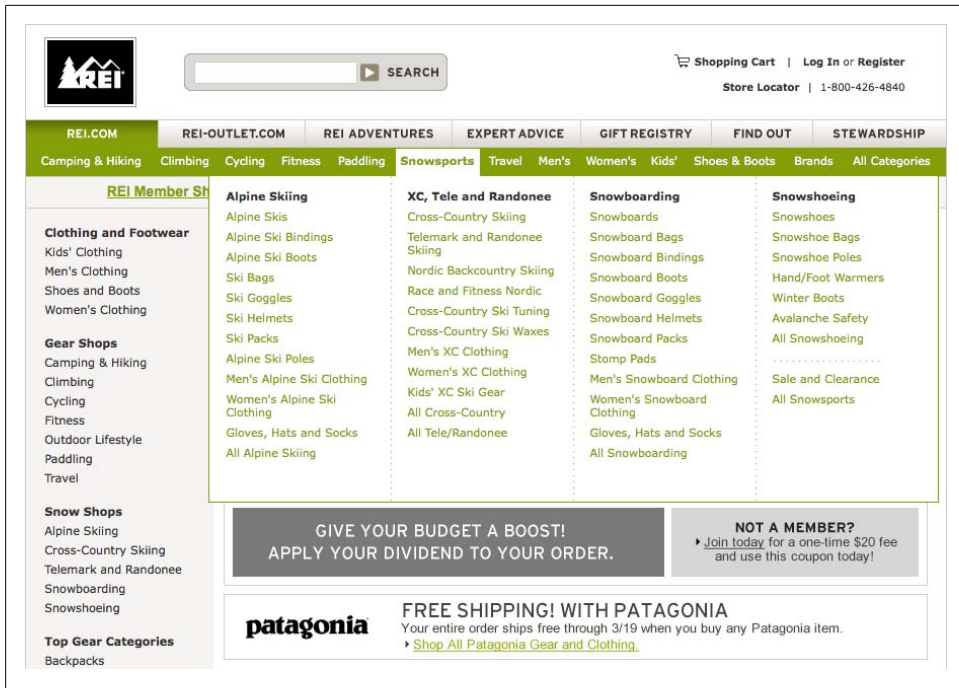 REI
SEARCH
Shopping Cart | Log In or Register
Store Locator | 1-800-426-4840
REI.COM REI-OUTLET.COM REI ADVENTURES EXPERT ADVICE GIFT REGISTRY FIND OUT STEWARDSHIP
Camping & Hiking Climbing Cycling Fitness Paddling Snowsports Travel Men's Women's Kids' Shoes & Boots Brands All Categories
REI Member Sh
Clothing and Footwear
Kids' Clothing
Men's Clothing
Shoes and Boots
Women's Clothing
Gear Shops
Camping & Hiking
Climbing
Cycling
Fitness
Outdoor Lifestyle
Paddling
Travel
Snow Shops
Alpine Skiing
Cross-Country Skiing
Telemark and Randonee
Snowboarding
Snowshoeing
Top Gear Categories
Backpacks
Alpine Skiing
Alpine Skis
Alpine Ski Bindings
Alpine Ski Boots
Ski Bags
Ski Goggles
Ski Helmets
Ski Packs
Alpine Ski Poles
Men's Alpine Ski Clothing
Women's Alpine Ski
Clothing
Gloves, Hats and Socks
All Alpine Skiing
XC, Tele and Randonee
Cross-Country Skiing
Telemark and Randonee
Skiing
Nordic Backcountry Skiing
Race and Fitness Nordic
Cross-Country Ski Tuning
Cross-Country Ski Waxes
Men's XC Clothing
Women's XC Clothing
Kids' XC Ski Gear
All Cross-Country
All Tele/Randonee
Snowboarding
Snowboards
Snowboard Bags
Snowboard Bindings
Snowboard Boots
Snowboard Goggles
Snowboard Helmets
Snowboard Packs
Stomp Pads
Men's Snowboard Clothing
Women's Snowboard
Clothing
Gloves, Hats and Socks
All Snowboarding
Snowshoeing
Snowshoes
Snowshoe Bags
Snowshoe Poles
Hand/Foot Warmers
Winter Boots
Avalanche Safety
All Snowshoeing
Sale and Clearance
All Snowsports
GIVE YOUR BUDGET A BOOST!
APPLY YOUR DIVIDEND TO YOUR ORDER.
NOT A MEMBER?
Join today for a one-time $20 fee
and use this coupon today!
patagonia
FREE SHIPPING! WITH PATAGONIA
Your entire order ships free through 3/19 when you buy any Patagonia item.
Shop All Patagonia Gear and Clothing.